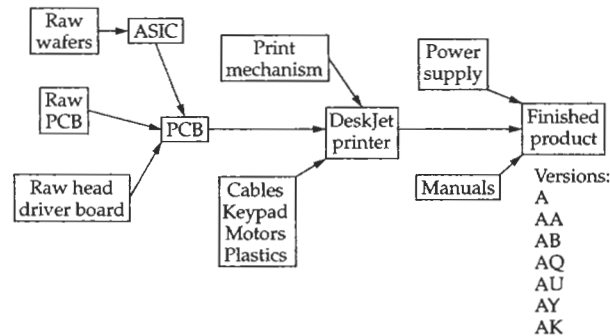 Raw
wafers
ASIC
Print
mechanism
Power
supply
Raw
PCB
PCB
DeskJet
printer
Finished
product
Raw head
driver board
Cables
Keypad
Motors
Plastics
Manuals
Versions:
A
AA
AB
AQ
AU
AY
AK